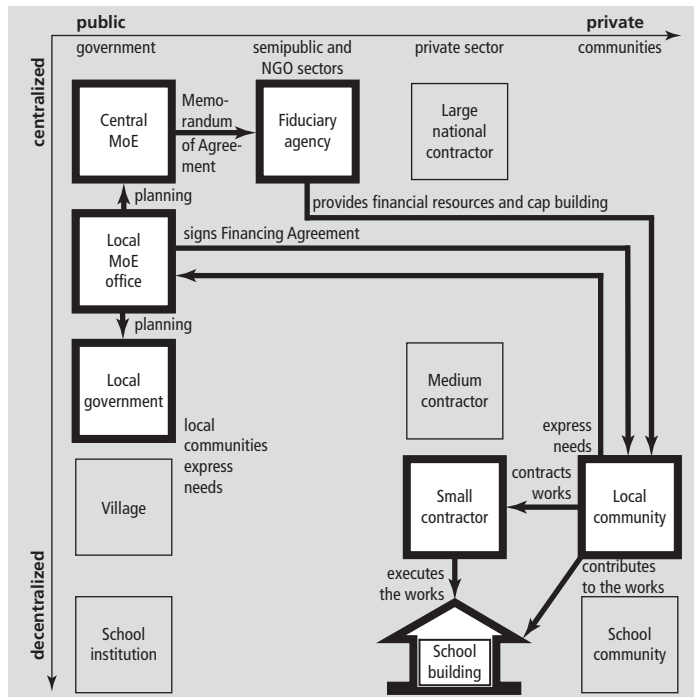 public
private
government
semipublic and
NGO sectors
private sector
communities
centralized
Central
MoE
Memo-
randum
of Agree-
ment
Fiduciary
agency
Large
national
contractor
planning
provides financial resources and cap building
signs Financing Agreement
Local
MoE
office
planning
Local
government
Medium
contractor
local
communities
express
needs
express
needs
Village
Small
contractor
contracts
works
Local
community
executes
the works
contributes
to the works
decentralized
School
institution
School
building
School
community